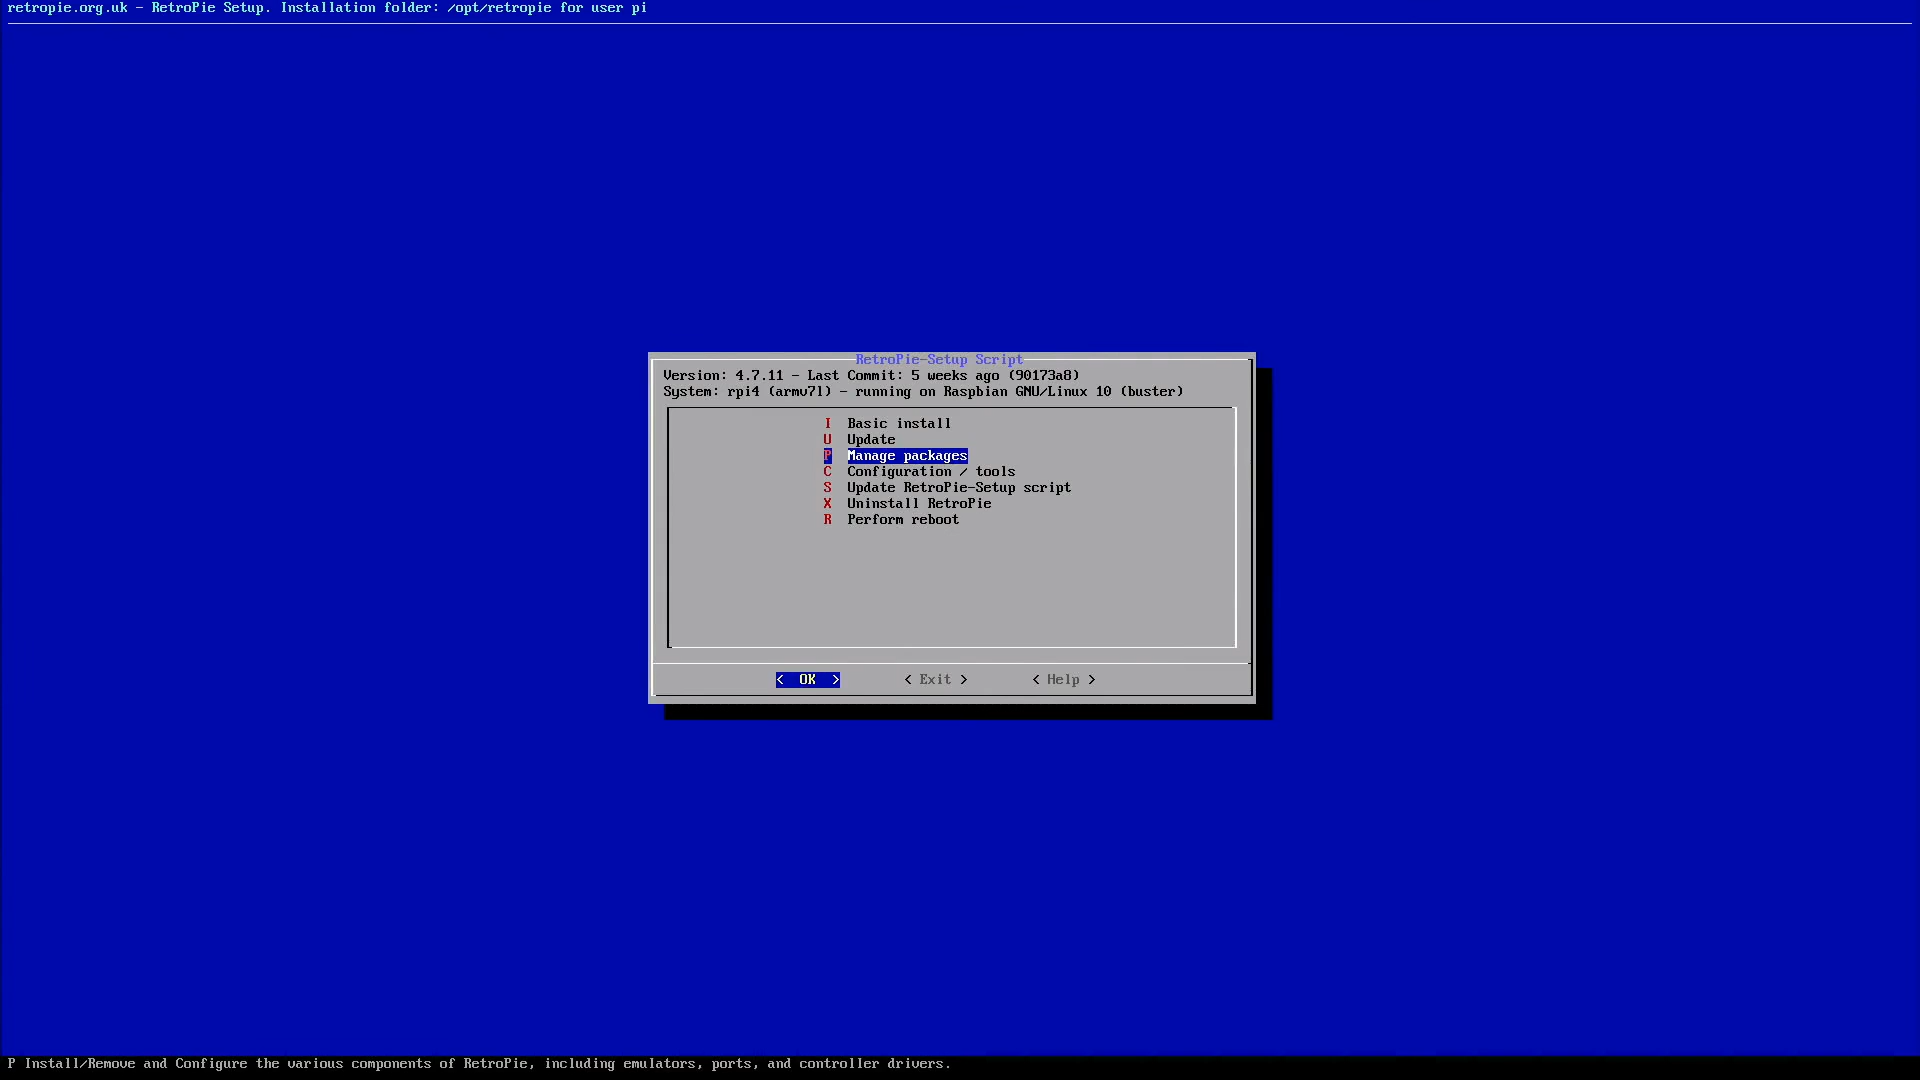 retropie.org.uk - RetroPie Setup. Installation folder: /opt/retropie for user pi
RetroPie-Setup Script
Version: 4.7.11 - Last Commit: 5 weeks ago (90173a8)
System: rpi4 (armv7l) - running on Raspbian GNU/Linux 10 (buster)
I Basic install
U Update
P Manage packages
C Configuration / tools
S Update RetroPie-Setup script
X Uninstall RetroPie
R Perform reboot
< OK > < Exit > < Help >
P Install/Remove and Configure the various components of RetroPie, including emulators, ports, and controller drivers.